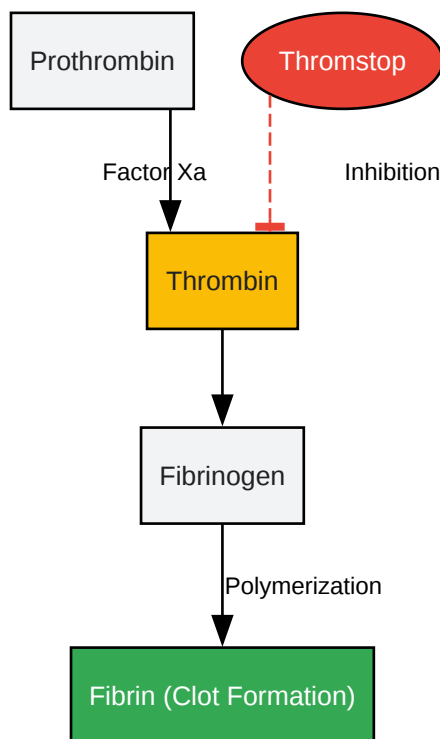 Prothrombin
Thromstop
Factor Xa
Inhibition
Thrombin
Fibrinogen
Polymerization
Fibrin (Clot Formation)